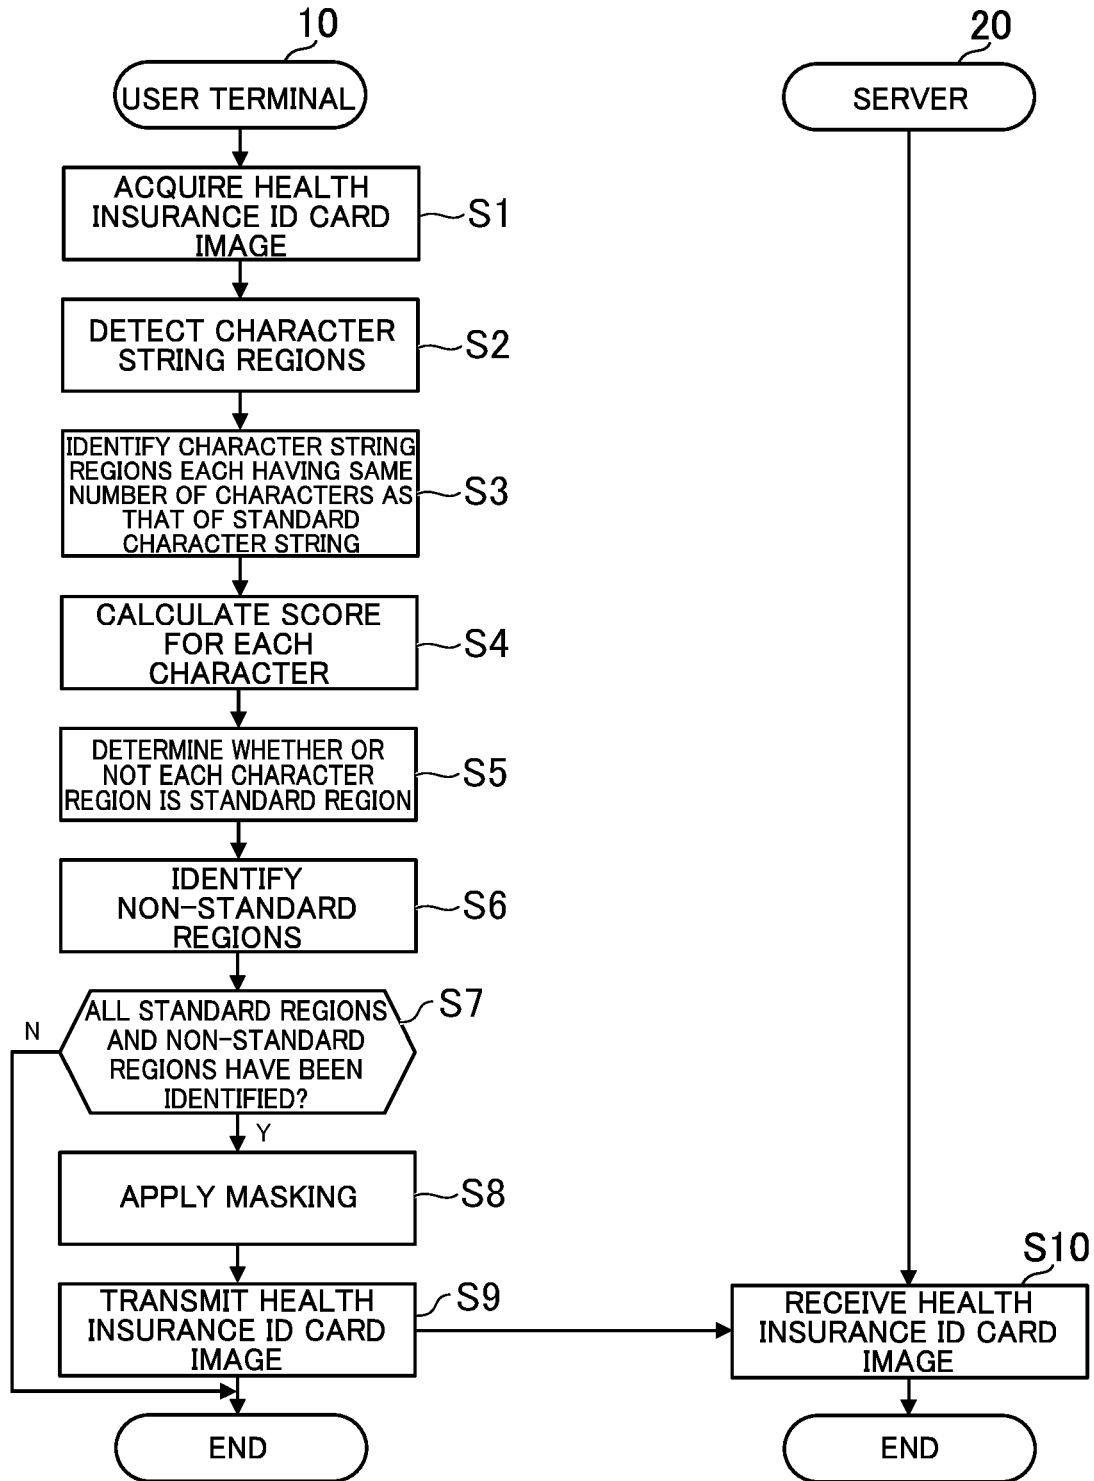 10
USER TERMINAL
20
SERVER
ACQUIRE HEALTH
INSURANCE ID CARD
IMAGE
S1
DETECT CHARACTER
STRING REGIONS
S2
IDENTIFY CHARACTER STRING
REGIONS EACH HAVING SAME
NUMBER OF CHARACTERS AS
THAT OF STANDARD
CHARACTER STRING
S3
CALCULATE SCORE
FOR EACH
CHARACTER
S4
DETERMINE WHETHER OR
NOT EACH CHARACTER
REGION IS STANDARD REGION
S5
IDENTIFY
NON-STANDARD
REGIONS
S6
ALL STANDARD REGIONS
AND NON-STANDARD
REGIONS HAVE BEEN
IDENTIFIED?
S7
N
Y
APPLY MASKING
S8
TRANSMIT HEALTH
INSURANCE ID CARD
IMAGE
S9
RECEIVE HEALTH
INSURANCE ID CARD
IMAGE
S10
END
END